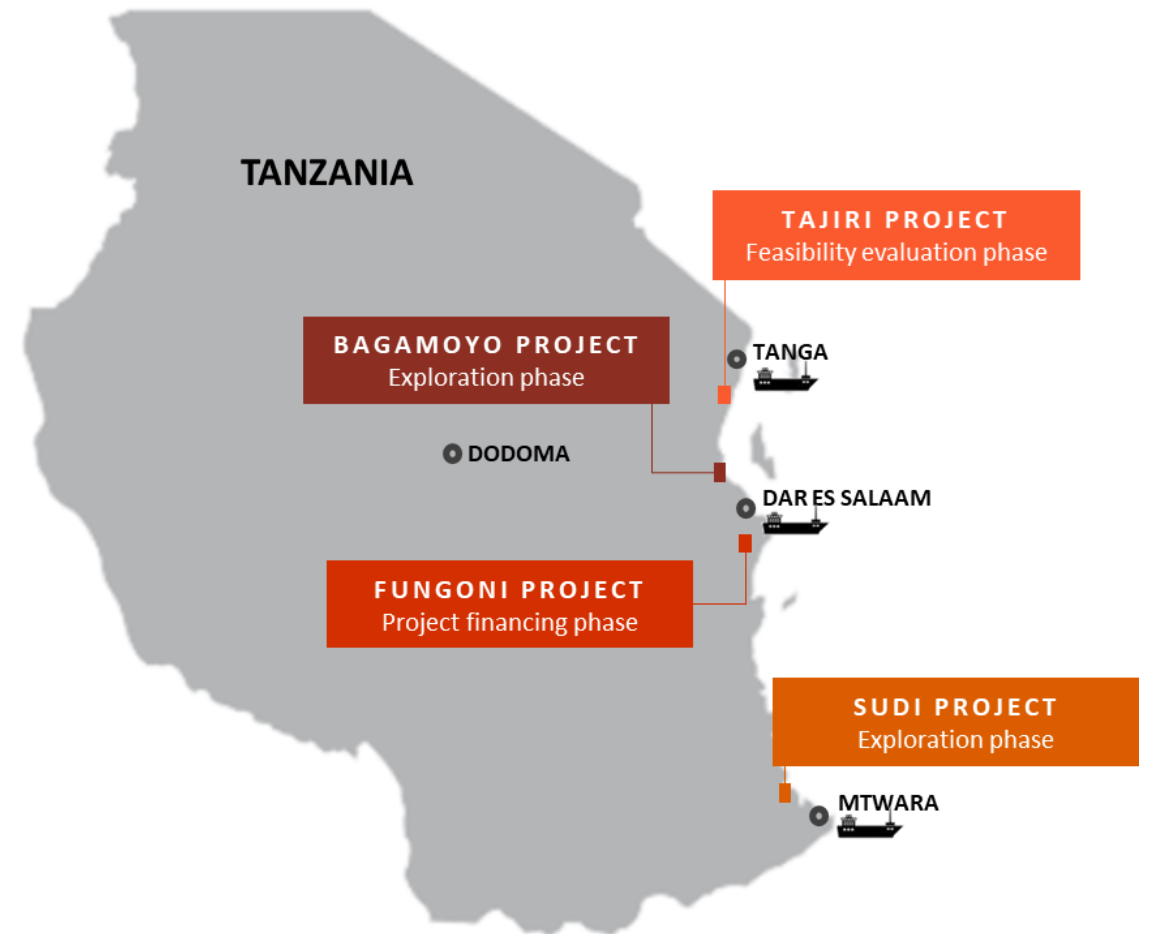 TANZANIA
TAJIRI PROJECT
Feasibility evaluation phase
BAGAMOYO PROJECT
Exploration phase
TANGA
DODOMA
DAR ES SALAAM
FUNGONI PROJECT
Project financing phase
SUDI PROJECT
Exploration phase
MTWARA